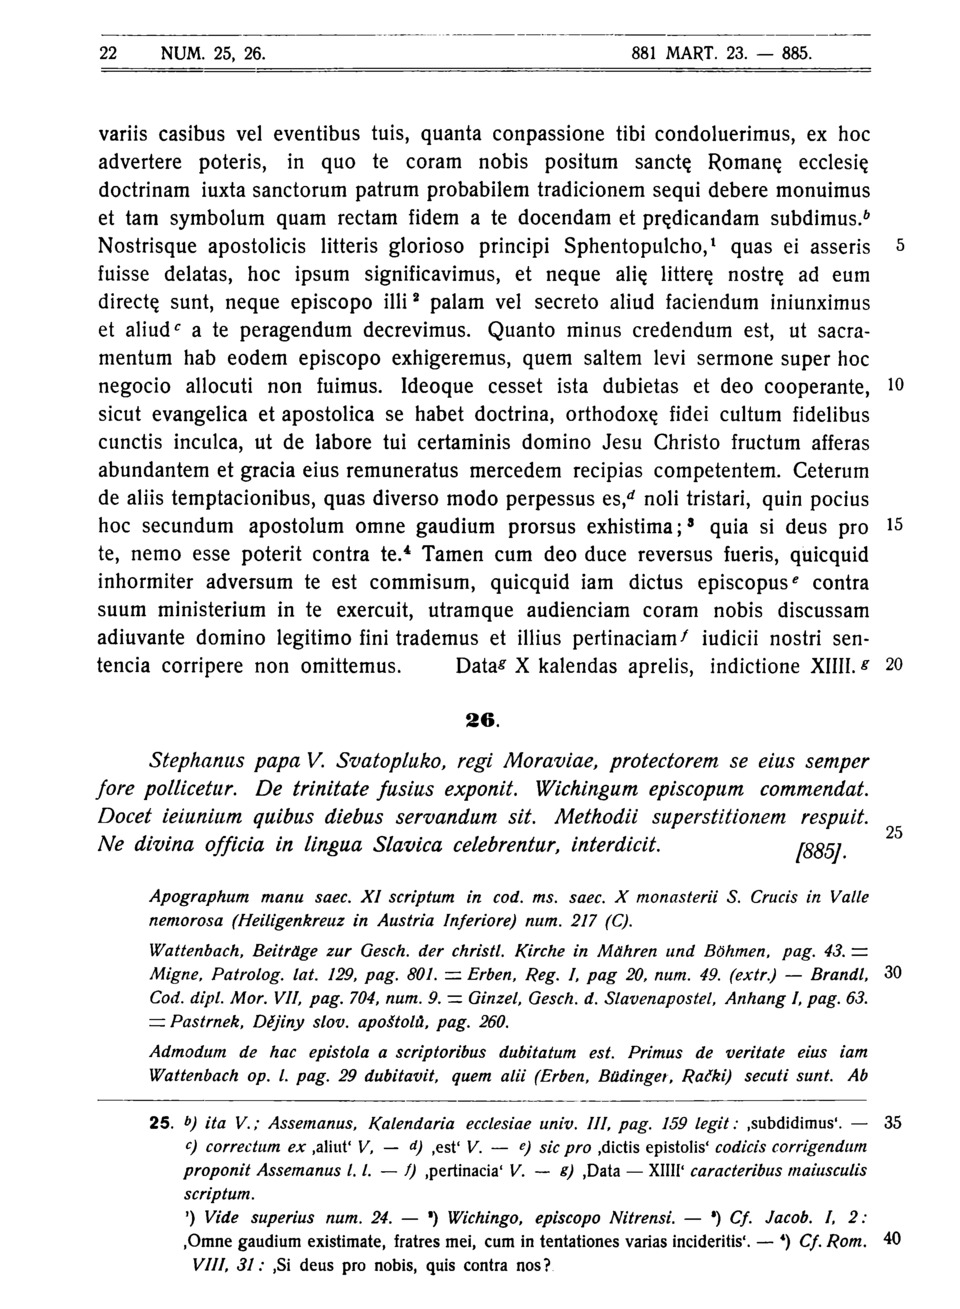 22 NUM. 25, 26. 881 MART. 23. — 885.
variis casibus vel eventibus tuis, quanta conpassione tibi condoluerimus, ex hoc
advertere poteris, in quo te coram nobis positum sanctę Romanę ecclesię
doctrinam iuxta sanctorum patrum probabilem tradicionem sequi debere monuimus
et tam symbolum quam rectam fidem a te docendam et prędicandam subdimus.ᵇ
Nostrisque apostolicis litteris glorioso principi Sphentopulcho,¹ quas ei asseris 5
fuisse delatas, hoc ipsum significavimus, et neque alię litterę nostrę ad eum
directę sunt, neque episcopo illi² palam vel secreto aliud faciendum iniunximus
et aliudᶜ a te peragendum decrevimus. Quanto minus credendum est, ut sacra-
mentum hab eodem episcopo exhigeremus, quem saltem levi sermone super hoc
negocio allocuti non fuimus. Ideoque cesset ista dubietas et deo cooperante, 10
sicut evangelica et apostolica se habet doctrina, orthodoxę fidei cultum fidelibus
cunctis inculca, ut de labore tui certaminis domino Jesu Christo fructum afferas
abundantem et gracia eius remuneratus mercedem recipias competentem. Ceterum
de aliis temptacionibus, quas diverso modo perpessus es,ᵈ noli tristari, quin pocius
hoc secundum apostolum omne gaudium prorsus exhistima;³ quia si deus pro 15
te, nemo esse poterit contra te.⁴ Tamen cum deo duce reversus fueris, quicquid
inhormiter adversum te est commisum, quicquid iam dictus episcopusᵉ contra
suum ministerium in te exercuit, utramque audienciam coram nobis discussam
adiuvante domino legitimo fini trademus et illius pertinaciamᶠ iudicii nostri sen-
tencia corripere non omittemus. Dataᵍ X kalendas aprelis, indictione XIIII.ᵍ 20
26.
Stephanus papa V. Svatopluko, regi Moraviae, protectorem se eius semper
fore pollicetur. De trinitate fusius exponit. Wichingum episcopum commendat.
Docet ieiunium quibus diebus servandum sit. Methodii superstitionem respuit.
Ne divina officia in lingua Slavica celebrentur, interdicit. [885]. 25
Apographum manu saec. XI scriptum in cod. ms. saec. X monasterii S. Crucis in Valle
nemorosa (Heiligenkreuz in Austria Inferiore) num. 217 (C).
Wattenbach, Beiträge zur Gesch. der christl. Kirche in Mähren und Böhmen, pag. 43. =
Migne, Patrolog. lat. 129, pag. 801. = Erben, Reg. I, pag 20, num. 49. (extr.) — Brandl, 30
Cod. dipl. Mor. VII, pag. 704, num. 9. = Ginzel, Gesch. d. Slavenapostel, Anhang I, pag. 63.
= Pastrnek, Dějiny slov. apoštolů, pag. 260.
Admodum de hac epistola a scriptoribus dubitatum est. Primus de veritate eius iam
Wattenbach op. l. pag. 29 dubitavit, quem alii (Erben, Büdinger, Rački) secuti sunt. Ab
25. b) ita V.; Assemanus, Kalendaria ecclesiae univ. III, pag. 159 legit: ‚subdidimus‘. — 35
c) correctum ex ‚aliut‘ V, — d) ‚est‘ V. — e) sic pro ‚dictis epistolis‘ codicis corrigendum
proponit Assemanus l. l. — f) ‚pertinacia‘ V. — g) ‚Data — XIIII‘ caracteribus maiusculis
scriptum.
¹) Vide superius num. 24. — ²) Wichingo, episcopo Nitrensi. — ³) Cf. Jacob. I, 2:
‚Omne gaudium existimate, fratres mei, cum in tentationes varias incideritis‘. — ⁴) Cf. Rom. 40
VIII, 31: ‚Si deus pro nobis, quis contra nos?